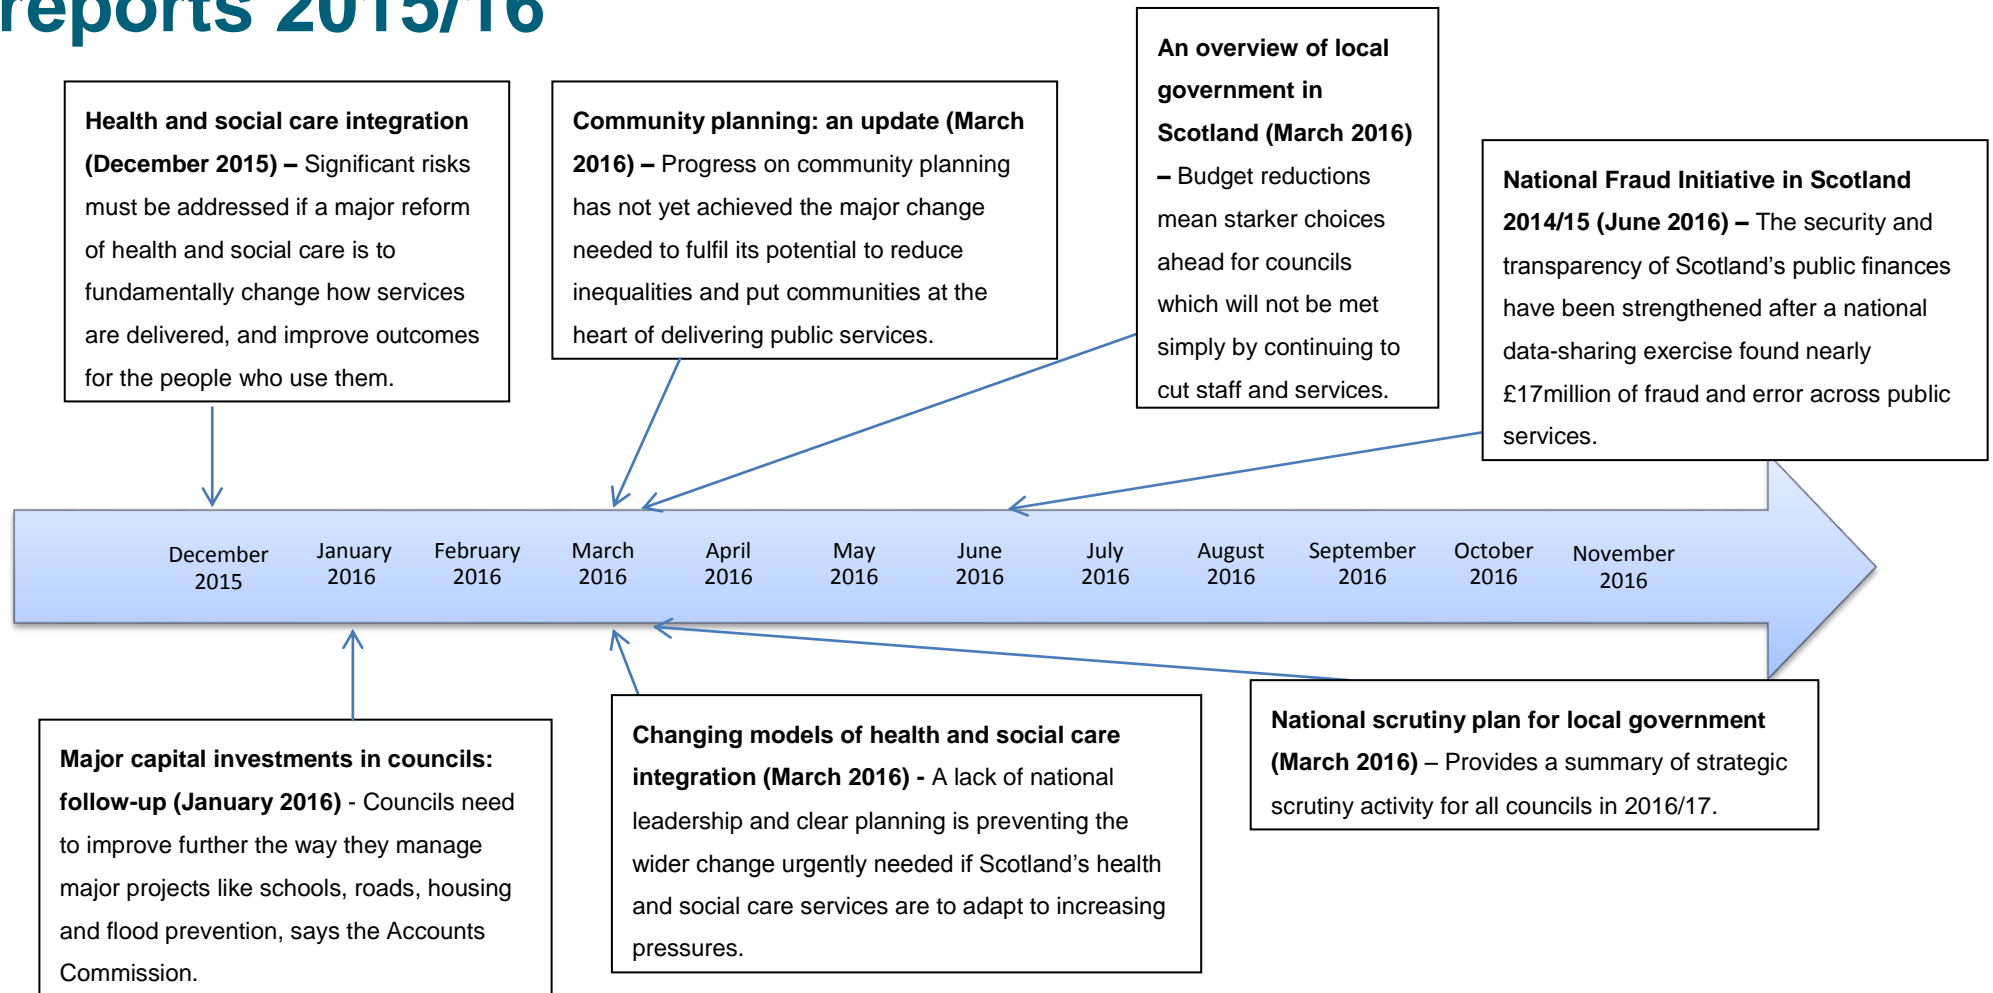 reports 2015/16
Health and social care integration
(December 2015) – Significant risks
must be addressed if a major reform
of health and social care is to
fundamentally change how services
are delivered, and improve outcomes
for the people who use them.
Community planning: an update (March
2016) – Progress on community planning
has not yet achieved the major change
needed to fulfil its potential to reduce
inequalities and put communities at the
heart of delivering public services.
An overview of local
government in
Scotland (March 2016)
– Budget reductions
mean starker choices
ahead for councils
which will not be met
simply by continuing to
cut staff and services.
National Fraud Initiative in Scotland
2014/15 (June 2016) – The security and
transparency of Scotland’s public finances
have been strengthened after a national
data-sharing exercise found nearly
£17million of fraud and error across public
services.
December
2015
January
2016
February
2016
March
2016
April
2016
May
2016
June
2016
July
2016
August
2016
September
2016
October
2016
November
2016
Major capital investments in councils:
follow-up (January 2016) - Councils need
to improve further the way they manage
major projects like schools, roads, housing
and flood prevention, says the Accounts
Commission.
Changing models of health and social care
integration (March 2016) - A lack of national
leadership and clear planning is preventing the
wider change urgently needed if Scotland’s health
and social care services are to adapt to increasing
pressures.
National scrutiny plan for local government
(March 2016) – Provides a summary of strategic
scrutiny activity for all councils in 2016/17.